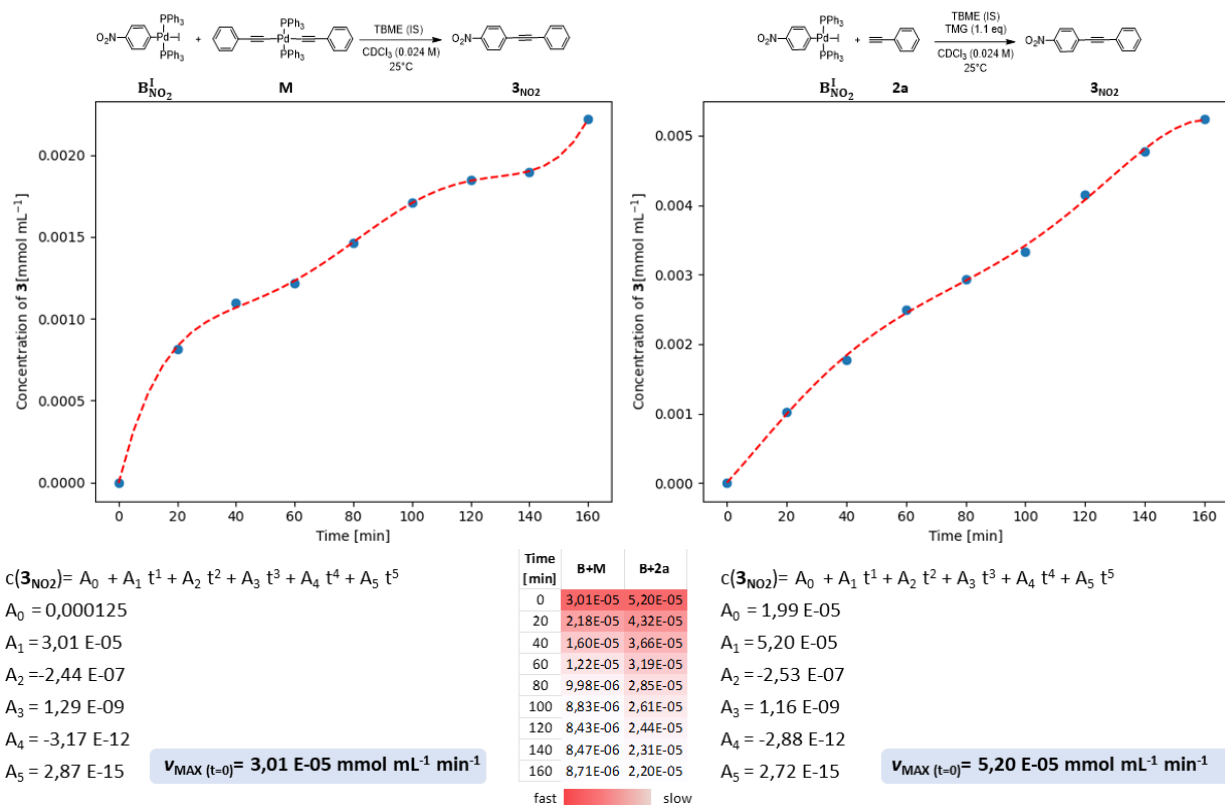 PPh3 PPh3 TBME (IS)
O2N Pd I + Pd O2N
PPh3 PPh3 CDCl3 (0.024 M)
25°C
B^I_NO2 M 3NO2
PPh3 TBME (IS)
TMG (1.1 eq)
O2N Pd I + O2N
PPh3 CDCl3 (0.024 M)
25°C
B^I_NO2 2a 3NO2
Concentration of 3[mmol mL⁻¹]
0.0020
0.0015
0.0010
0.0005
0.0000
0 20 40 60 80 100 120 140 160
Time [min]
Concentration of 3[mmol mL⁻¹]
0.005
0.004
0.003
0.002
0.001
0.000
0 20 40 60 80 100 120 140 160
Time [min]
c(3NO2)= A0 + A1 t¹ + A2 t² + A3 t³ + A4 t⁴ + A5 t⁵
A0 = 0,000125
A1 = 3,01 E-05
A2 =-2,44 E-07
A3 = 1,29 E-09
A4 = -3,17 E-12
A5 = 2,87 E-15
vMAX (t=0)= 3,01 E-05 mmol mL⁻¹ min⁻¹
Time [min] B+M B+2a
0 3,01E-05 5,20E-05
20 2,18E-05 4,32E-05
40 1,60E-05 3,66E-05
60 1,22E-05 3,19E-05
80 9,98E-06 2,85E-05
100 8,83E-06 2,61E-05
120 8,43E-06 2,44E-05
140 8,47E-06 2,31E-05
160 8,71E-06 2,20E-05
fast slow
c(3NO2)= A0 + A1 t¹ + A2 t² + A3 t³ + A4 t⁴ + A5 t⁵
A0 = 1,99 E-05
A1 = 5,20 E-05
A2 = -2,53 E-07
A3 = 1,16 E-09
A4 = -2,88 E-12
A5 = 2,72 E-15
vMAX (t=0)= 5,20 E-05 mmol mL⁻¹ min⁻¹